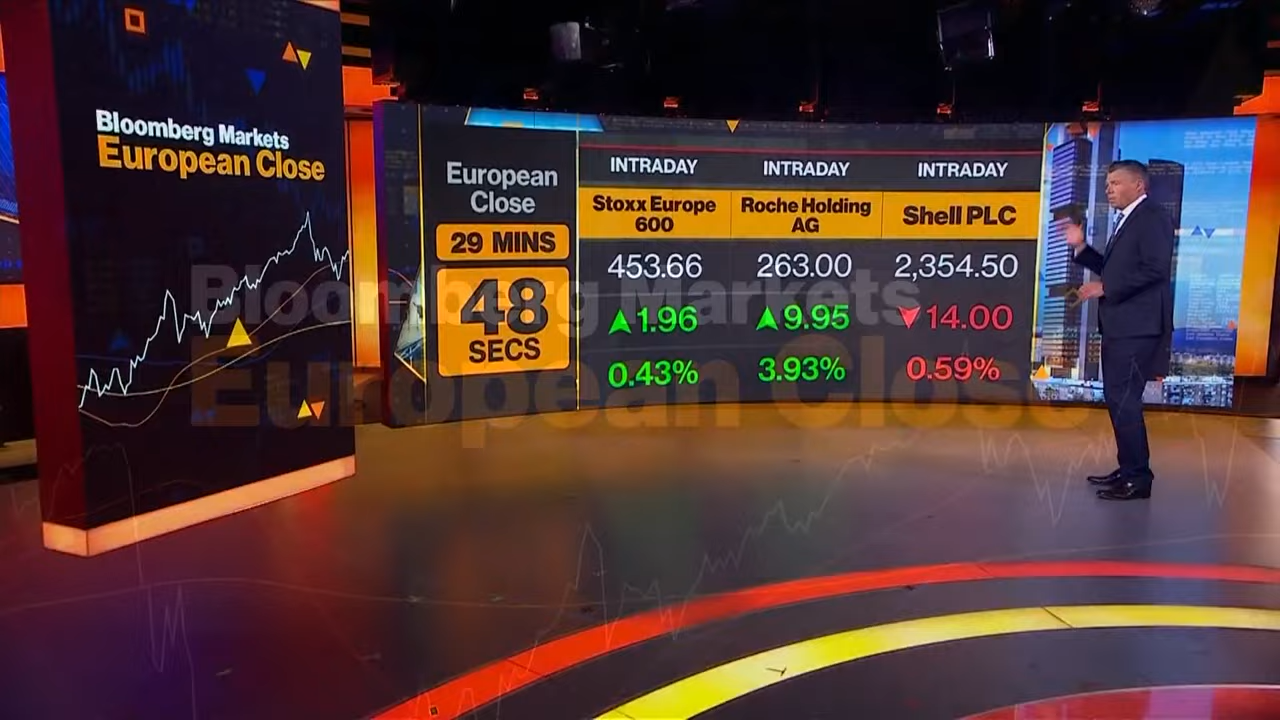 Bloomberg Markets
European Close
European
Close
29 MINS
48
SECS
INTRADAY
INTRADAY
INTRADAY
Stoxx Europe
600
Roche Holding
AG
Shell PLC
453.66
263.00
2,354.50
▲1.96
▲9.95
▼14.00
0.43%
3.93%
0.59%
Bloomberg Markets
European Close